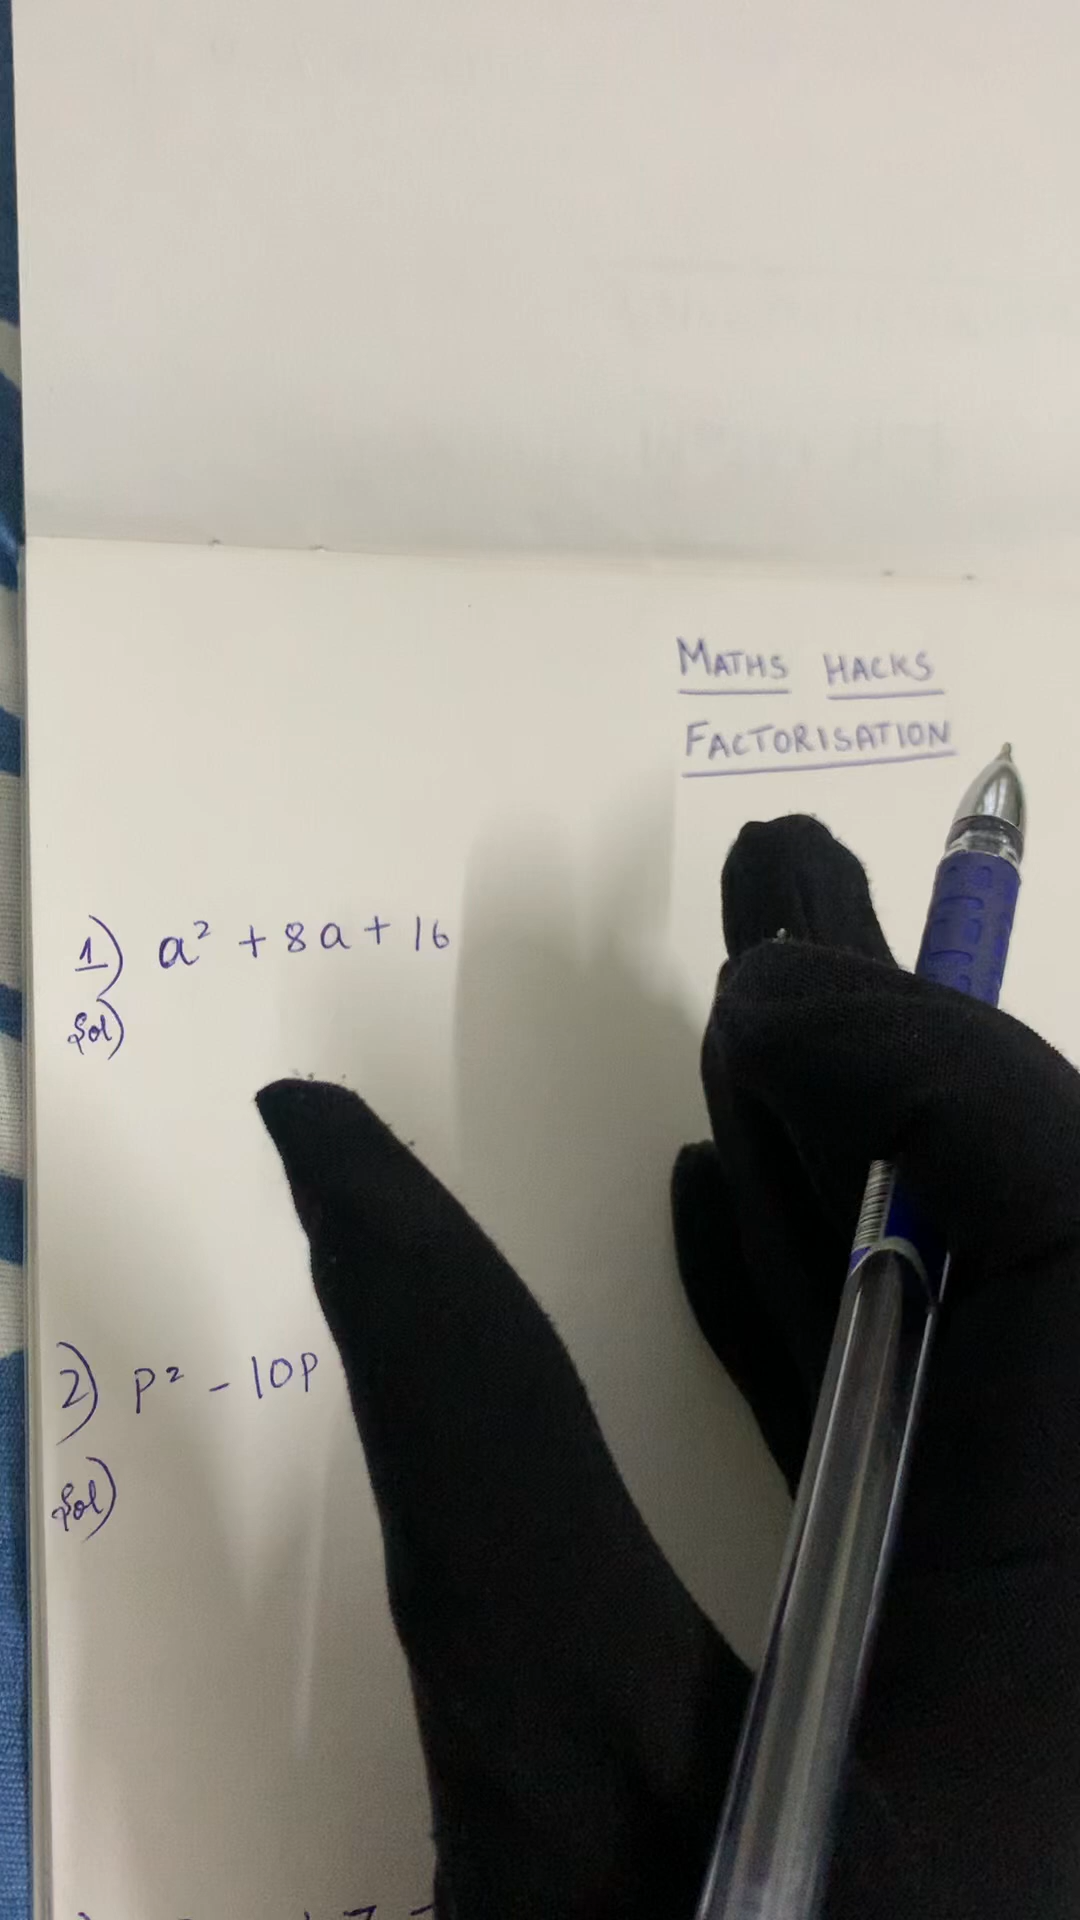 MATHS HACKS
FACTORISATION
1) a² + 8a + 16
Sol)
2) p² - 10p
Sol)